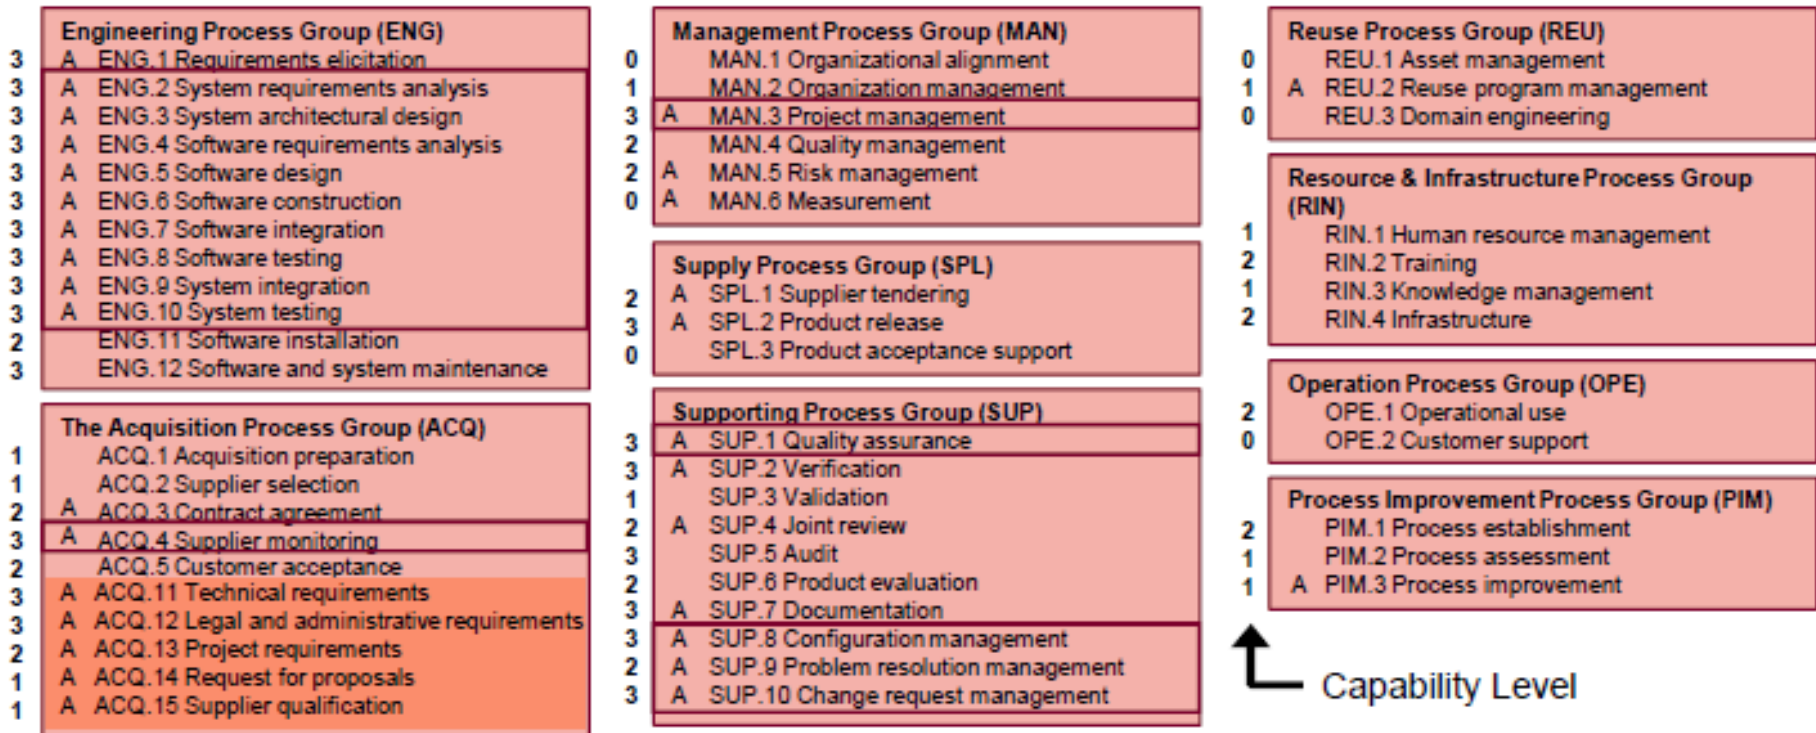 Engineering Process Group (ENG)
3 A ENG.1 Requirements elicitation
3 A ENG.2 System requirements analysis
3 A ENG.3 System architectural design
3 A ENG.4 Software requirements analysis
3 A ENG.5 Software design
3 A ENG.6 Software construction
3 A ENG.7 Software integration
3 A ENG.8 Software testing
3 A ENG.9 System integration
3 A ENG.10 System testing
2 ENG.11 Software installation
3 ENG.12 Software and system maintenance
The Acquisition Process Group (ACQ)
1 ACQ.1 Acquisition preparation
1 ACQ.2 Supplier selection
2 A ACQ.3 Contract agreement
3 A ACQ.4 Supplier monitoring
2 ACQ.5 Customer acceptance
3 A ACQ.11 Technical requirements
3 A ACQ.12 Legal and administrative requirements
2 A ACQ.13 Project requirements
1 A ACQ.14 Request for proposals
1 A ACQ.15 Supplier qualification
Management Process Group (MAN)
0 MAN.1 Organizational alignment
1 MAN.2 Organization management
3 A MAN.3 Project management
2 MAN.4 Quality management
2 A MAN.5 Risk management
0 A MAN.6 Measurement
Supply Process Group (SPL)
2 A SPL.1 Supplier tendering
3 A SPL.2 Product release
0 SPL.3 Product acceptance support
Supporting Process Group (SUP)
3 A SUP.1 Quality assurance
3 A SUP.2 Verification
1 SUP.3 Validation
2 A SUP.4 Joint review
3 SUP.5 Audit
2 SUP.6 Product evaluation
3 A SUP.7 Documentation
3 A SUP.8 Configuration management
2 A SUP.9 Problem resolution management
3 A SUP.10 Change request management
Reuse Process Group (REU)
0 REU.1 Asset management
1 A REU.2 Reuse program management
0 REU.3 Domain engineering
Resource & Infrastructure Process Group
(RIN)
1 RIN.1 Human resource management
2 RIN.2 Training
1 RIN.3 Knowledge management
2 RIN.4 Infrastructure
Operation Process Group (OPE)
2 OPE.1 Operational use
0 OPE.2 Customer support
Process Improvement Process Group (PIM)
2 PIM.1 Process establishment
1 PIM.2 Process assessment
1 A PIM.3 Process improvement
Capability Level